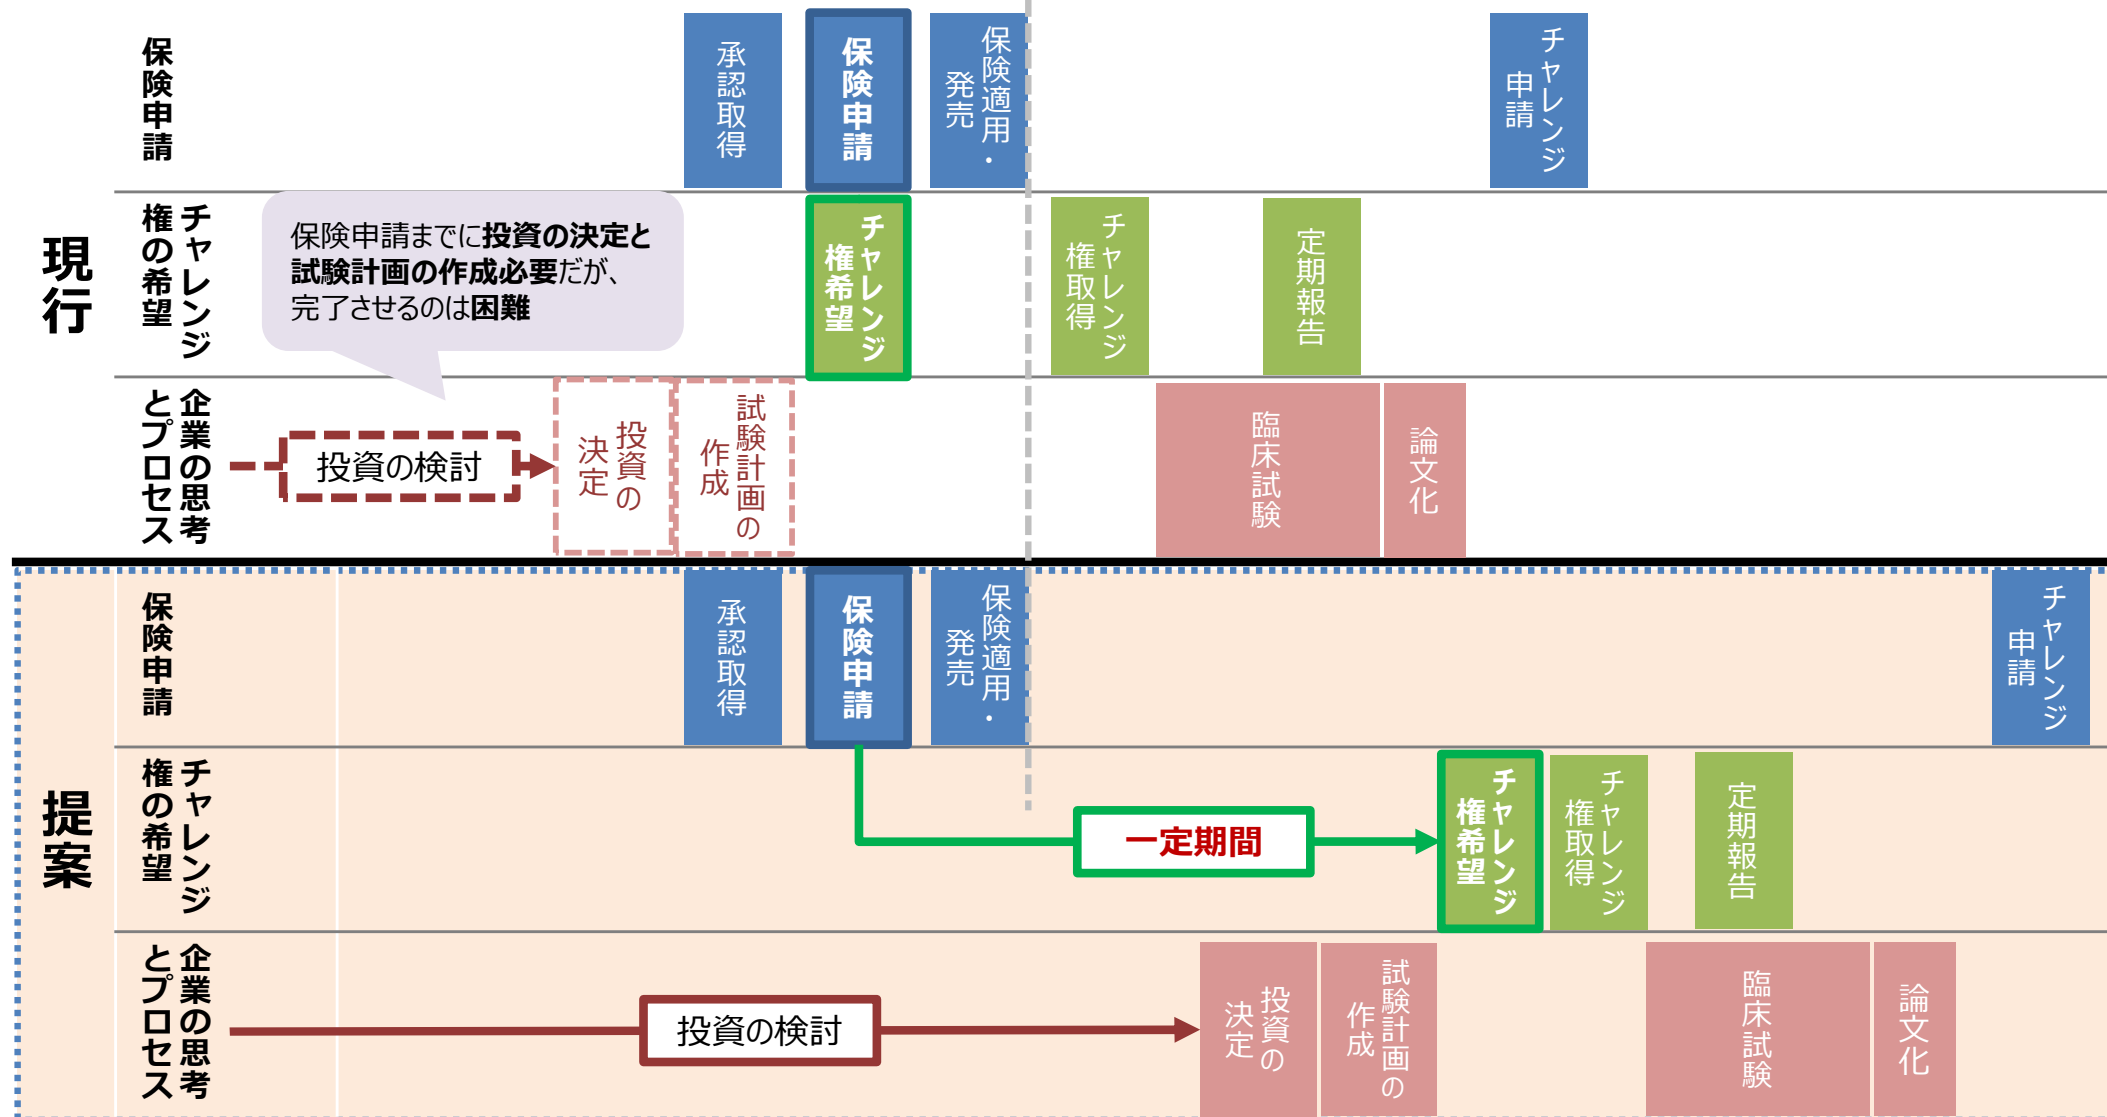 現行
保険申請
承認取得
保険申請
保険適用・
発売
チャレンジ
申請
チャレンジ
権の希望
保険申請までに投資の決定と
試験計画の作成必要だが、
完了させるのは困難
チャレンジ
権希望
チャレンジ
権取得
定期報告
企業の思考
とプロセス
投資の検討
投資の
決定
試験計画の
作成
臨床試験
論文化
提案
保険申請
承認取得
保険申請
保険適用・
発売
チャレンジ
申請
チャレンジ
権の希望
一定期間
チャレンジ
権希望
チャレンジ
権取得
定期報告
企業の思考
とプロセス
投資の検討
投資の
決定
試験計画の
作成
臨床試験
論文化